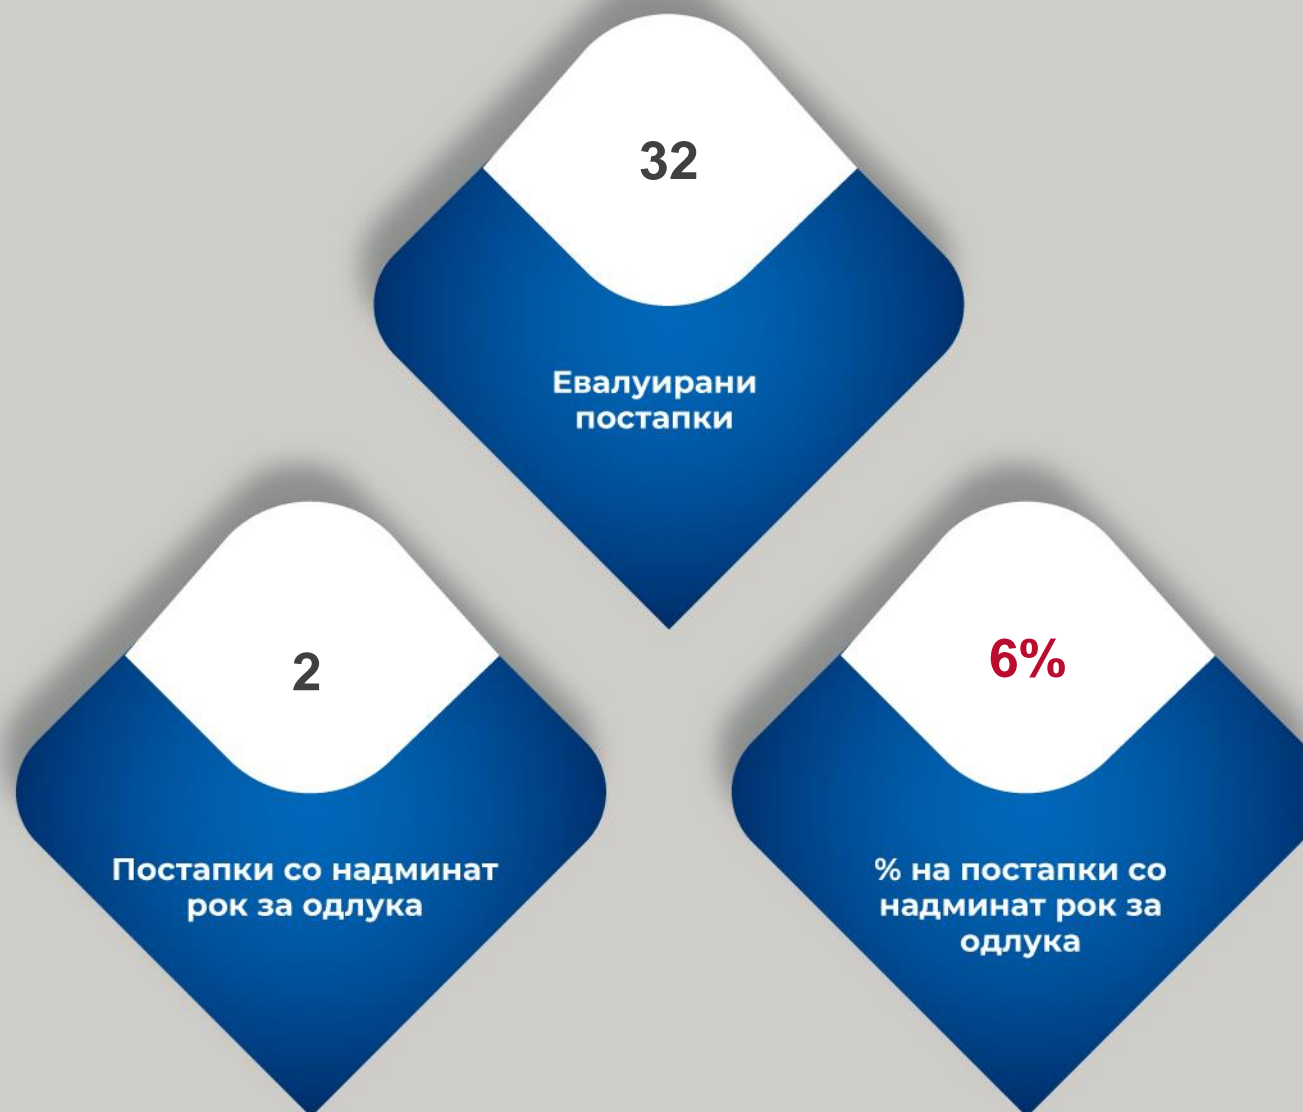 32
Евалуирани
постапки
2
Постапки со надминат
рок за одлука
6%
% на постапки со
надминат рок за
одлука